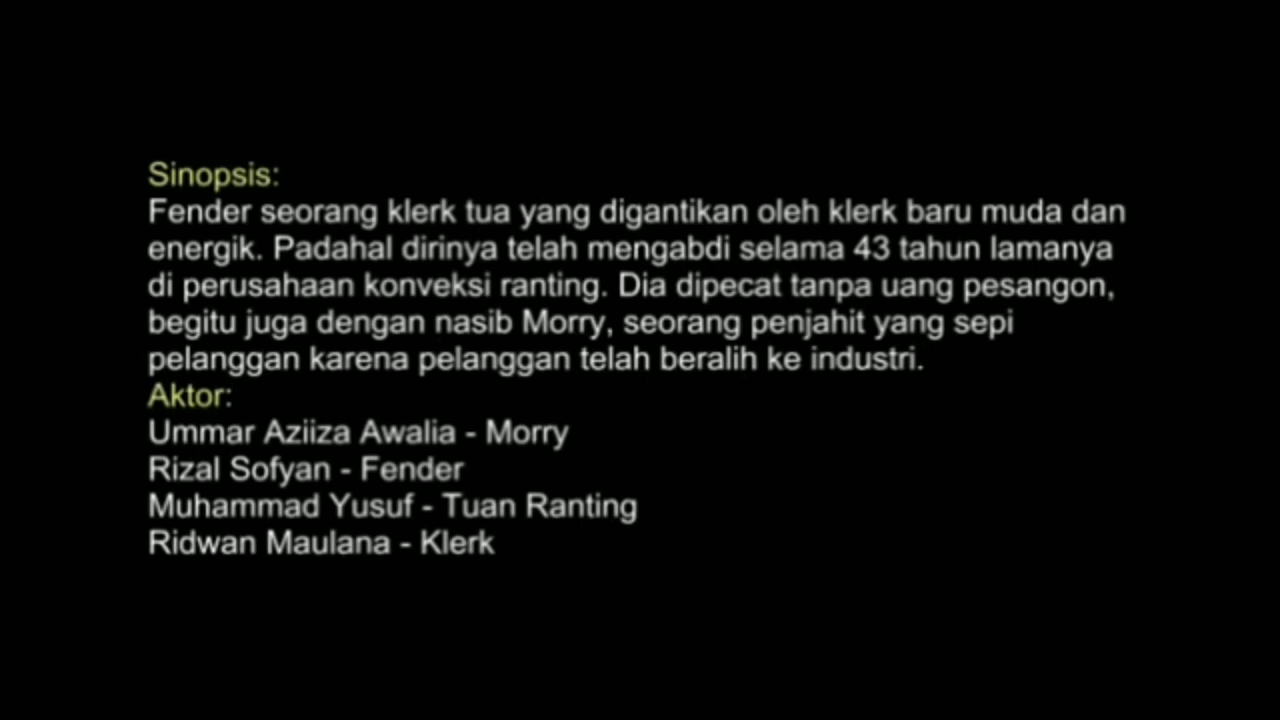 Sinopsis:
Fender seorang klerk tua yang digantikan oleh klerk baru muda dan
energik. Padahal dirinya telah mengabdi selama 43 tahun lamanya
di perusahaan konveksi ranting. Dia dipecat tanpa uang pesangon,
begitu juga dengan nasib Morry, seorang penjahit yang sepi
pelanggan karena pelanggan telah beralih ke industri.
Aktor:
Ummar Aziiza Awalia - Morry
Rizal Sofyan - Fender
Muhammad Yusuf - Tuan Ranting
Ridwan Maulana - Klerk